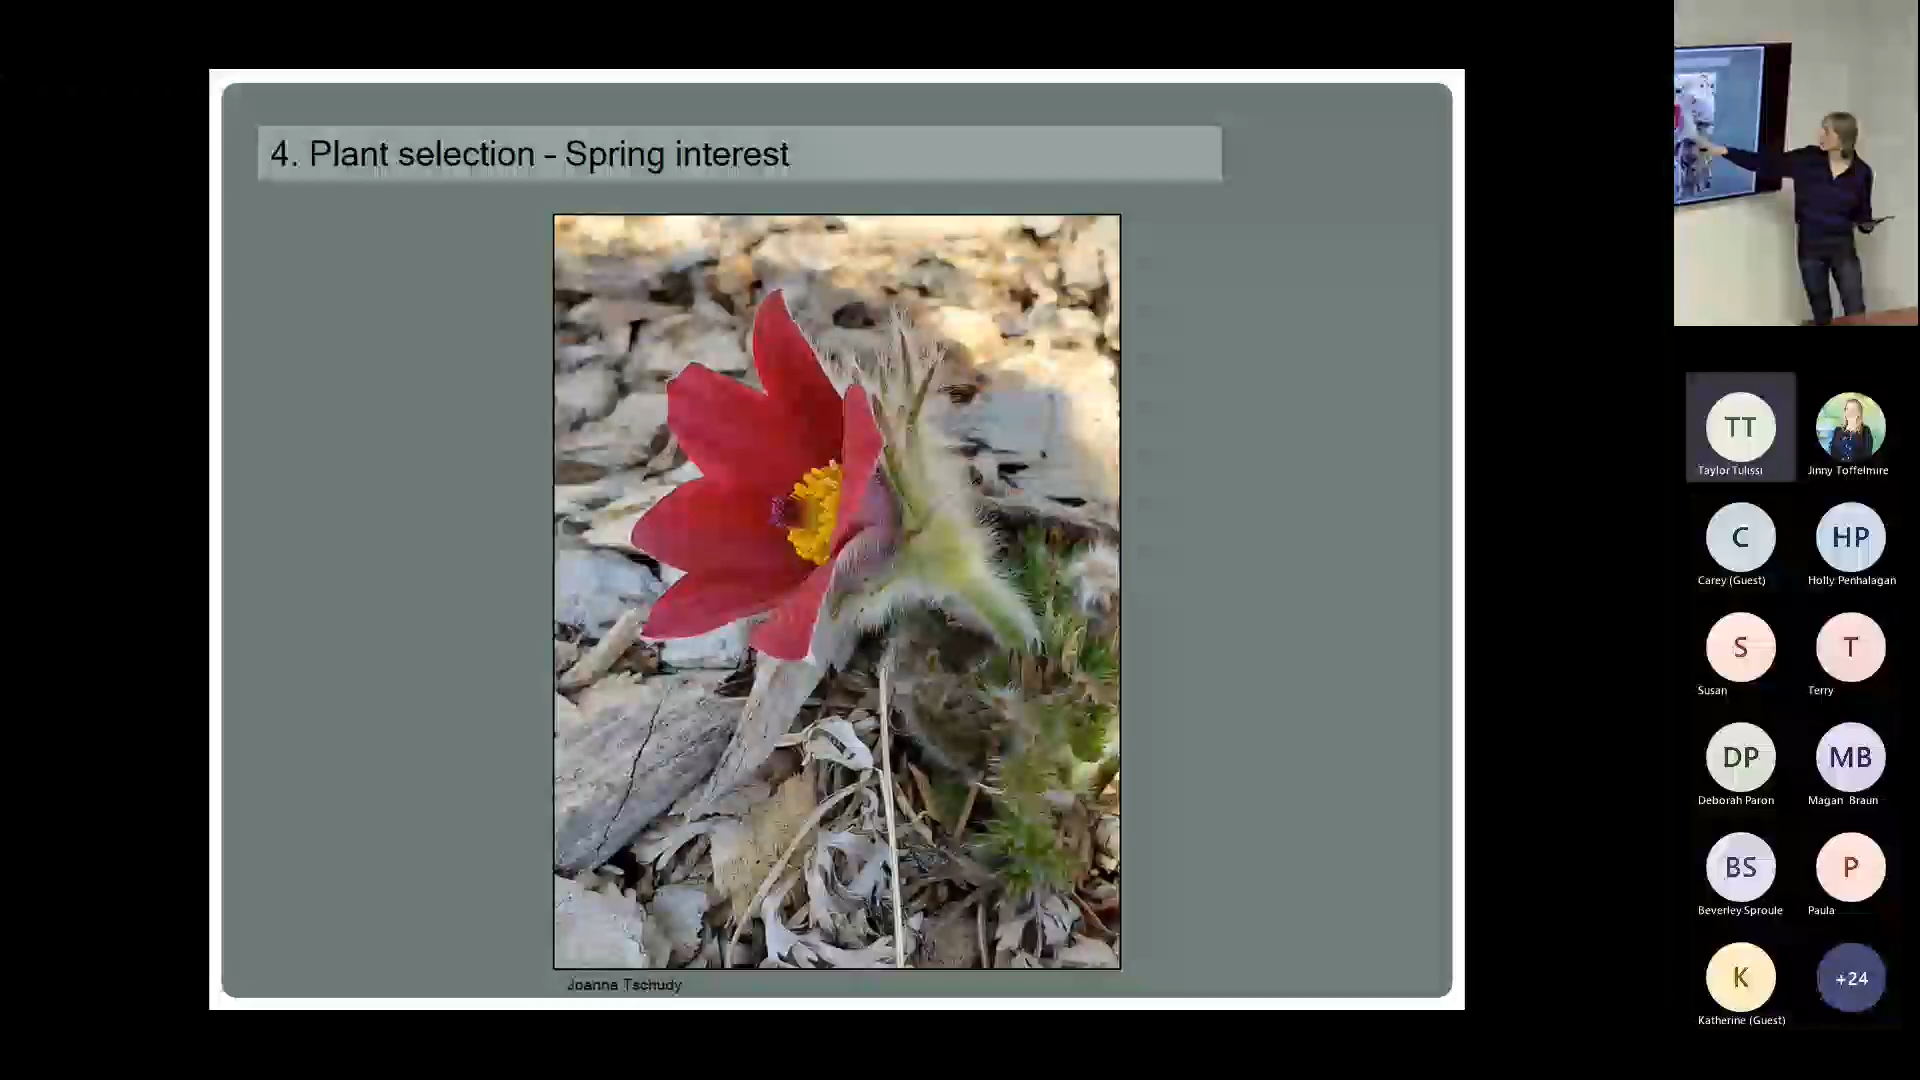 4. Plant selection - Spring interest
Joanna Tschudy
TT
Taylor Tulissi
Jinny Toffelmire
C
Carey (Guest)
HP
Holly Penhalagan
S
Susan
T
Terry
DP
Deborah Paron
MB
Magan Braun
BS
Beverley Sproule
P
Paula
K
Katherine (Guest)
+24